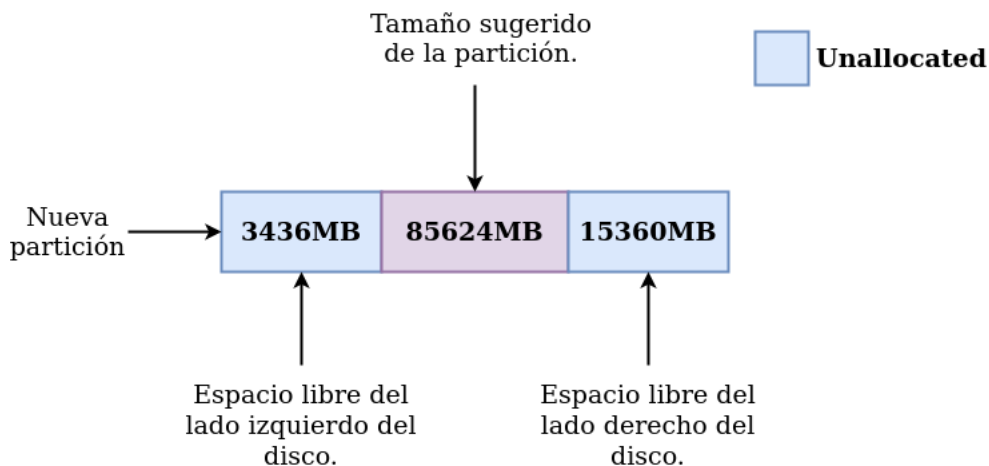 Tamaño sugerido
de la partición.
Unallocated
Nueva
partición
3436MB
85624MB
15360MB
Espacio libre del
lado izquierdo del
disco.
Espacio libre del
lado derecho del
disco.